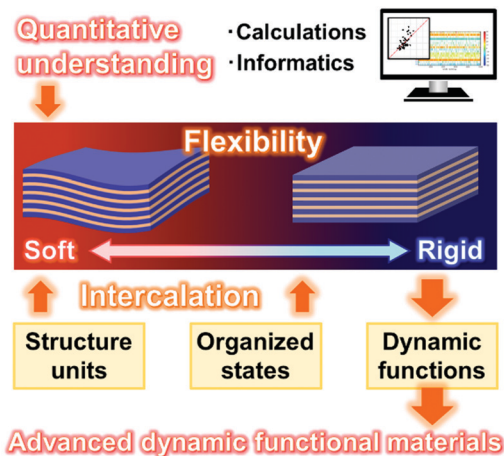 Quantitative
understanding
·Calculations
·Informatics
Flexibility
Soft
Rigid
Intercalation
Structure
units
Organized
states
Dynamic
functions
Advanced dynamic functional materials